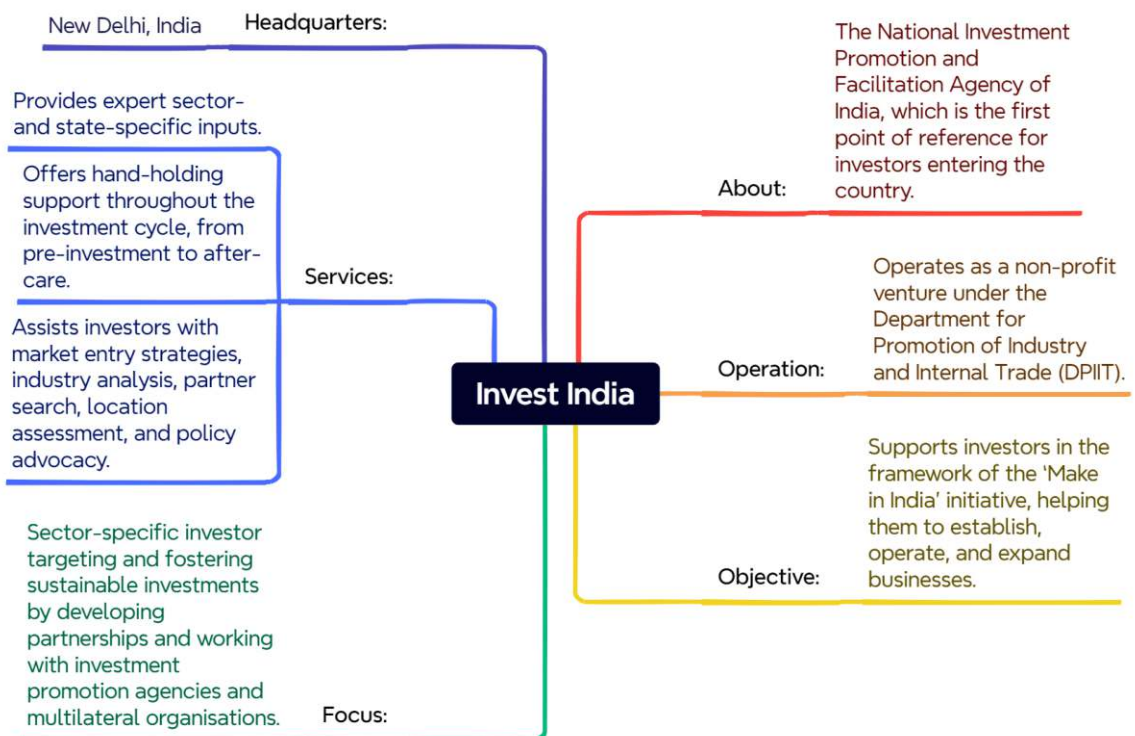 Invest India
About:
The National Investment
Promotion and
Facilitation Agency of
India, which is the first
point of reference for
investors entering the
country.
Operation:
Operates as a non-profit
venture under the
Department for
Promotion of Industry
and Internal Trade (DPIIT).
Objective:
Supports investors in the
framework of the ‘Make
in India’ initiative, helping
them to establish,
operate, and expand
businesses.
Headquarters:
New Delhi, India
Services:
Provides expert sector-
and state-specific inputs.
Offers hand-holding
support throughout the
investment cycle, from
pre-investment to after-
care.
Assists investors with
market entry strategies,
industry analysis, partner
search, location
assessment, and policy
advocacy.
Focus:
Sector-specific investor
targeting and fostering
sustainable investments
by developing
partnerships and working
with investment
promotion agencies and
multilateral organisations.